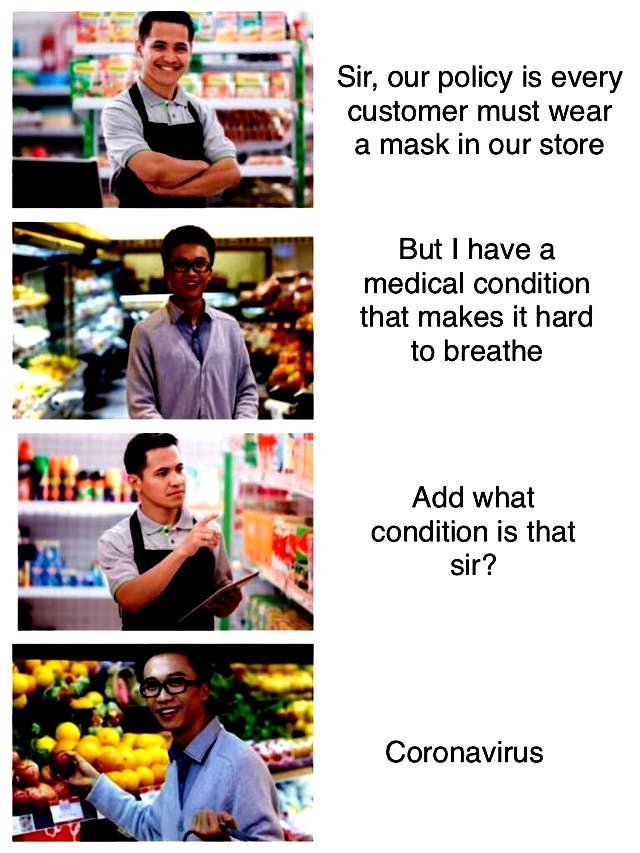 Sir, our policy is every
customer must wear
a mask in our store
But I have a
medical condition
that makes it hard
to breathe
Add what
condition is that
sir?
Coronavirus